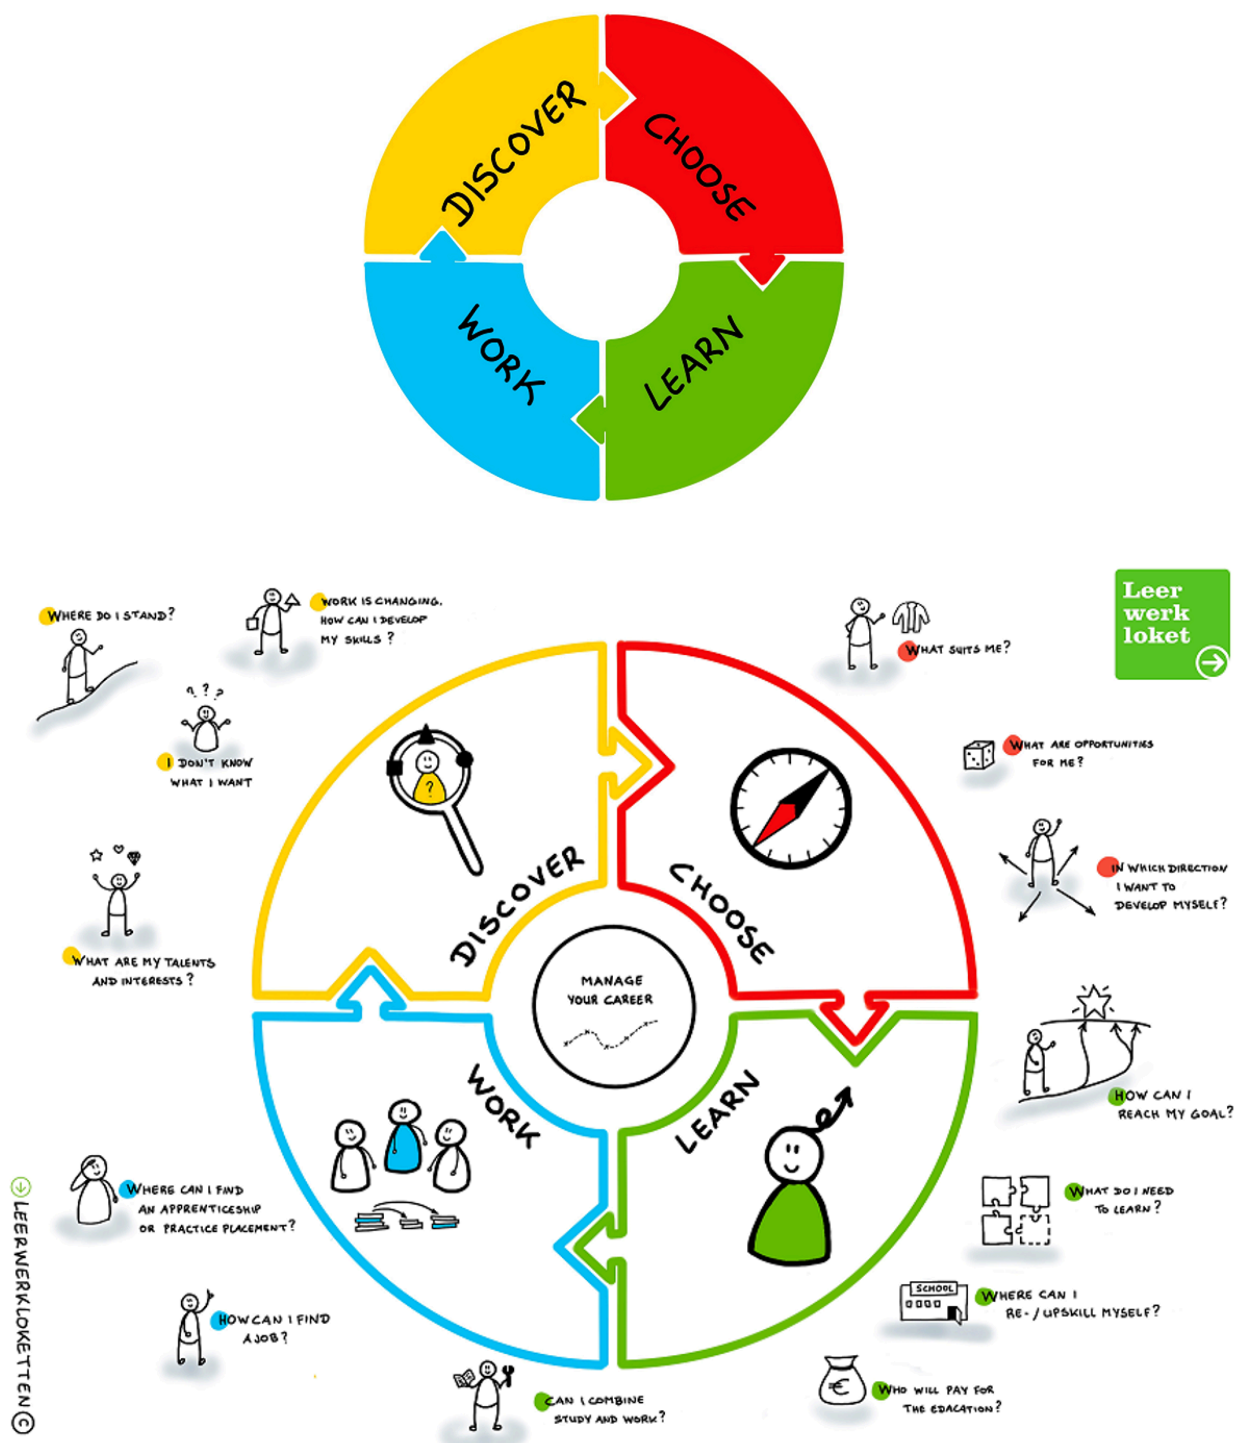 DISCOVER
CHOOSE
WORK
LEARN
Leer
werk
loket
WHERE DO I STAND?
WORK IS CHANGING.
HOW CAN I DEVELOP
MY SKILLS?
???
I DON'T KNOW
WHAT I WANT
WHAT ARE MY TALENTS
AND INTERESTS?
WHAT SUITS ME?
WHAT ARE OPPORTUNITIES
FOR ME?
IN WHICH DIRECTION
I WANT TO
DEVELOP MYSELF?
?
DISCOVER
CHOOSE
MANAGE
YOUR CAREER
WORK
LEARN
HOW CAN I
REACH MY GOAL?
WHAT DO I NEED
TO LEARN?
SCHOOL
WHERE CAN I
RE-/UPSKILL MYSELF?
€
WHO WILL PAY FOR
THE EDACATION?
CAN I COMBINE
STUDY AND WORK?
WHERE CAN I FIND
AN APPRENTICESHIP
OR PRACTICE PLACEMENT?
HOW CAN I FIND
A JOB?
LEERWERKLOKETTEN ©